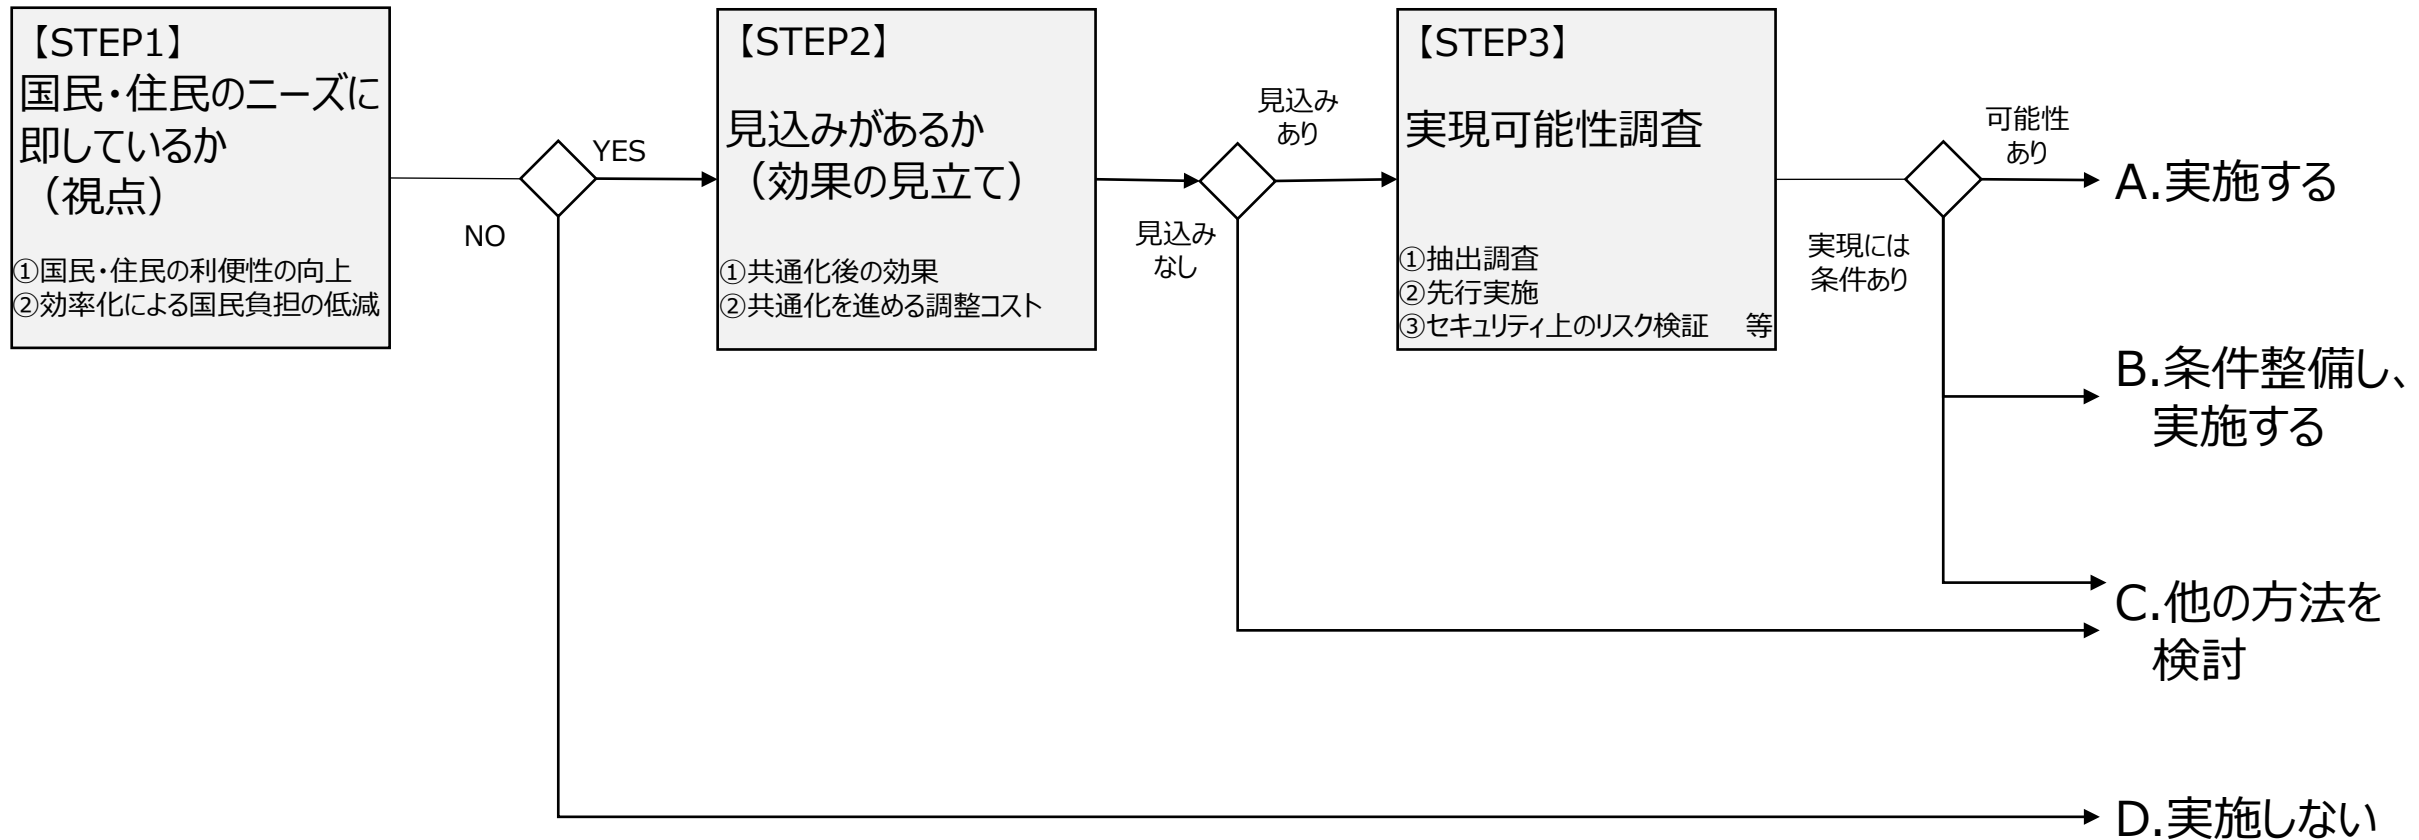 【STEP1】
国民・住民のニーズに
即しているか
（視点）
①国民・住民の利便性の向上
②効率化による国民負担の低減
YES
NO
【STEP2】
見込みがあるか
（効果の見立て）
①共通化後の効果
②共通化を進める調整コスト
見込み
あり
見込み
なし
【STEP3】
実現可能性調査
①抽出調査
②先行実施
③セキュリティ上のリスク検証　等
可能性
あり
実現には
条件あり
A.実施する
B.条件整備し、
実施する
C.他の方法を
検討
D.実施しない